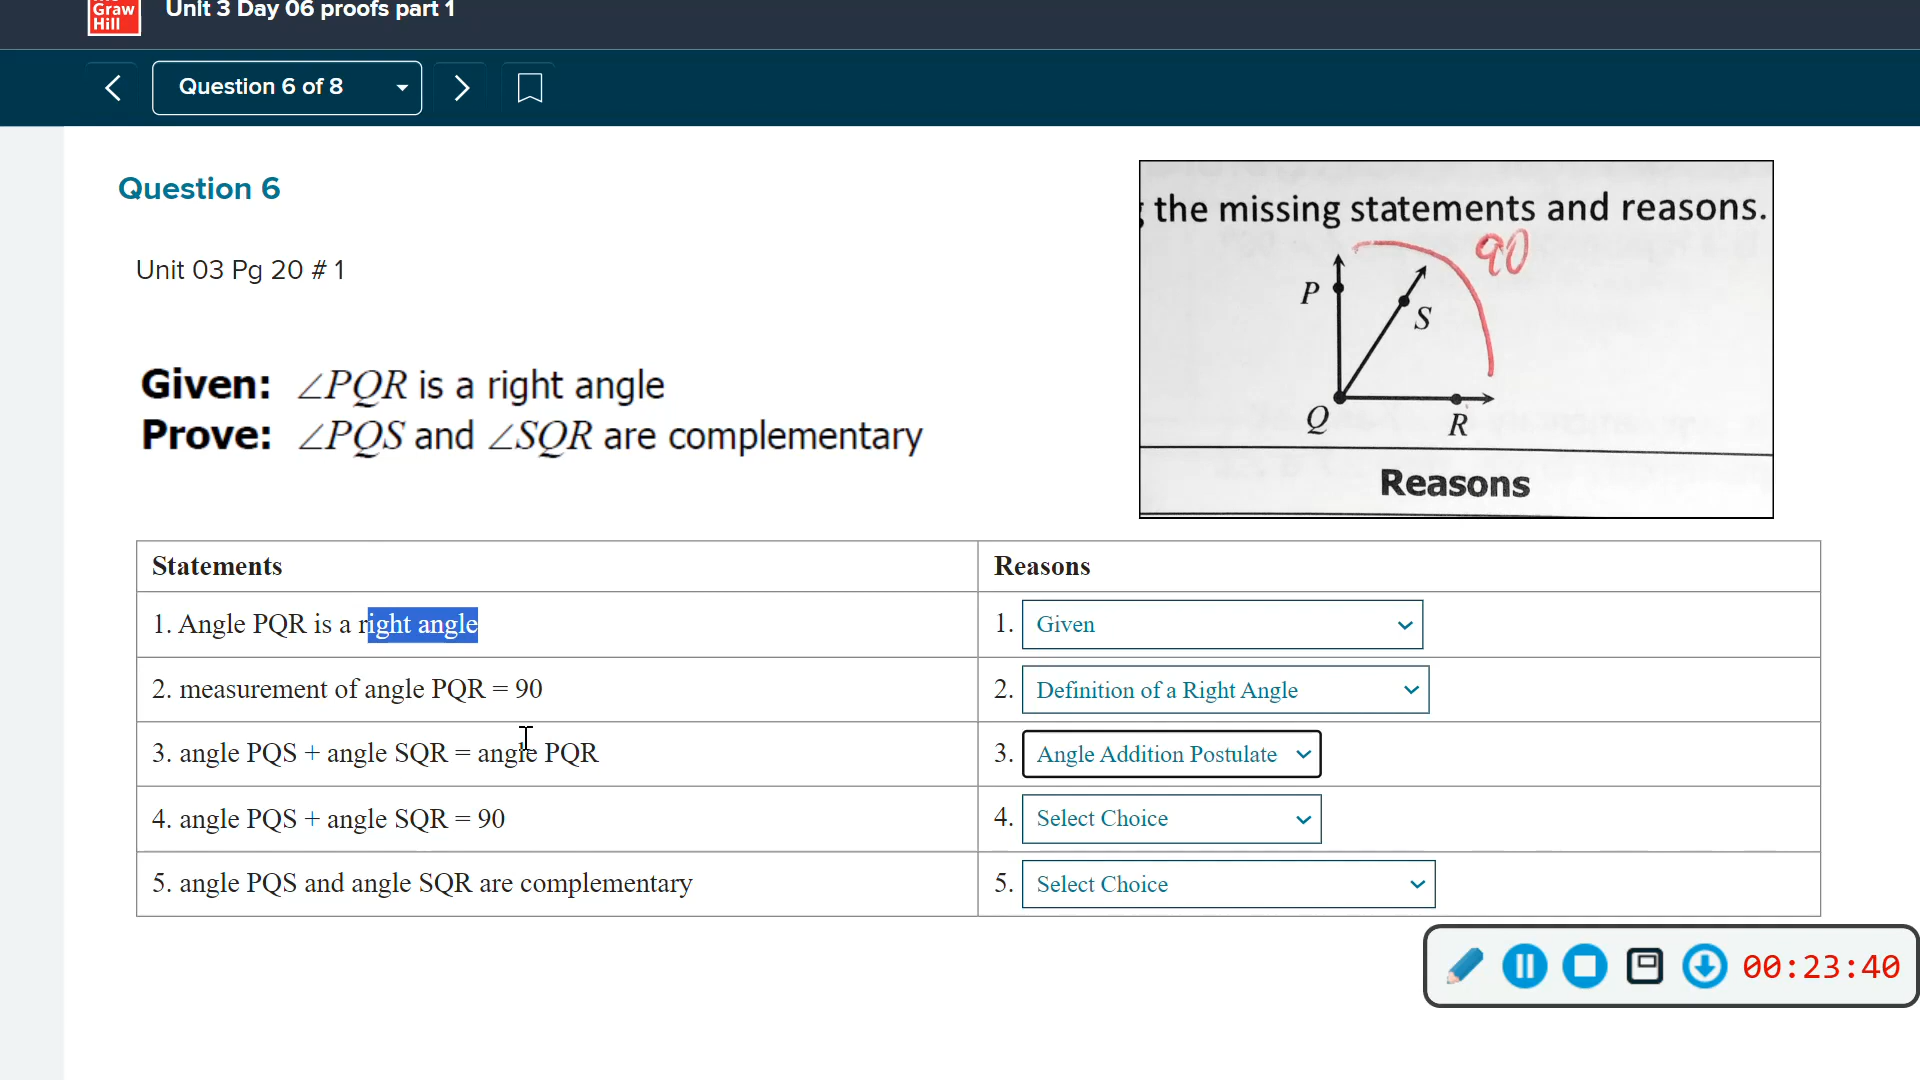 Graw
Hill
Unit 3 Day 06 proofs part 1
Question 6 of 8
Question 6
Unit 03 Pg 20 # 1
the missing statements and reasons.
90
P
S
Q
R
Reasons
Given: ∠PQR is a right angle
Prove: ∠PQS and ∠SQR are complementary
Statements
Reasons
1. Angle PQR is a right angle
1. Given
2. measurement of angle PQR = 90
2. Definition of a Right Angle
3. angle PQS + angle SQR = angle PQR
3. Angle Addition Postulate
4. angle PQS + angle SQR = 90
4. Select Choice
5. angle PQS and angle SQR are complementary
5. Select Choice
00:23:40